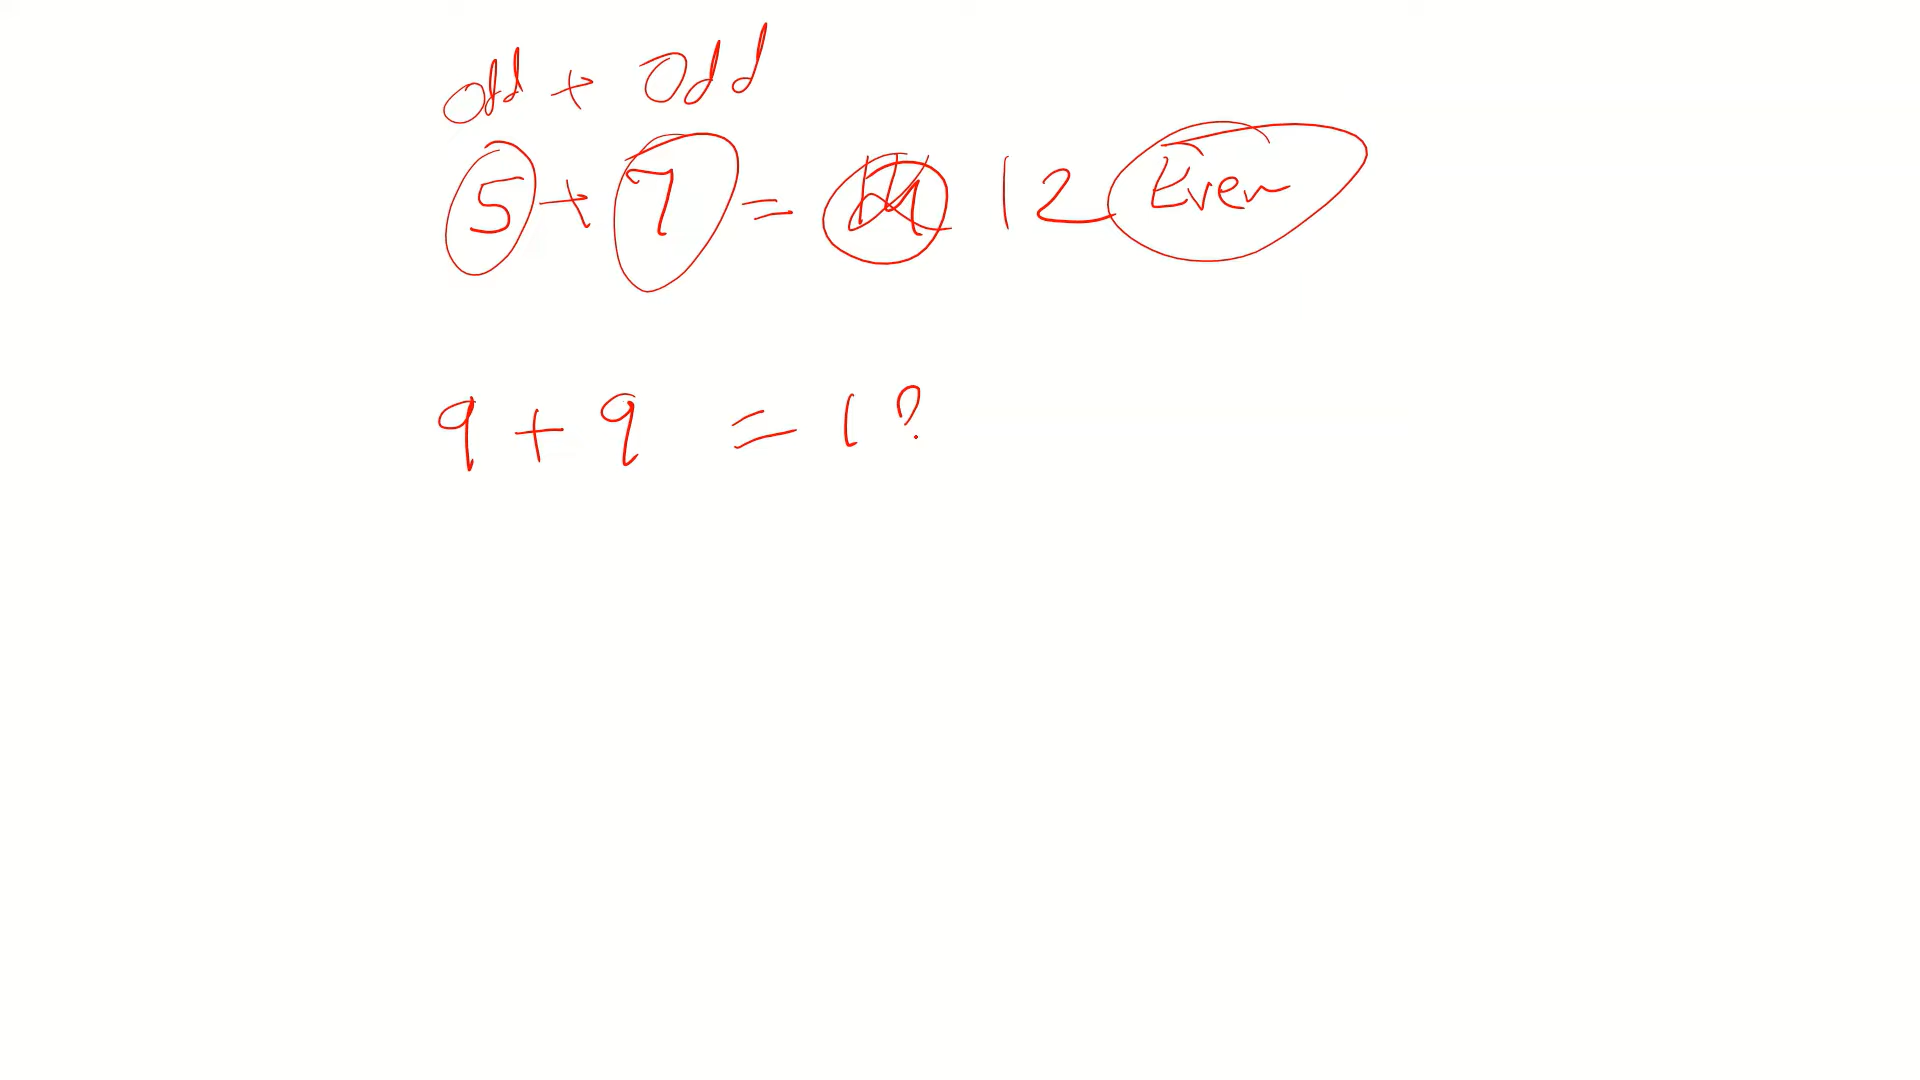 Odd + Odd
5 + 7 = 12 Even
9 + 9 = 1 ?